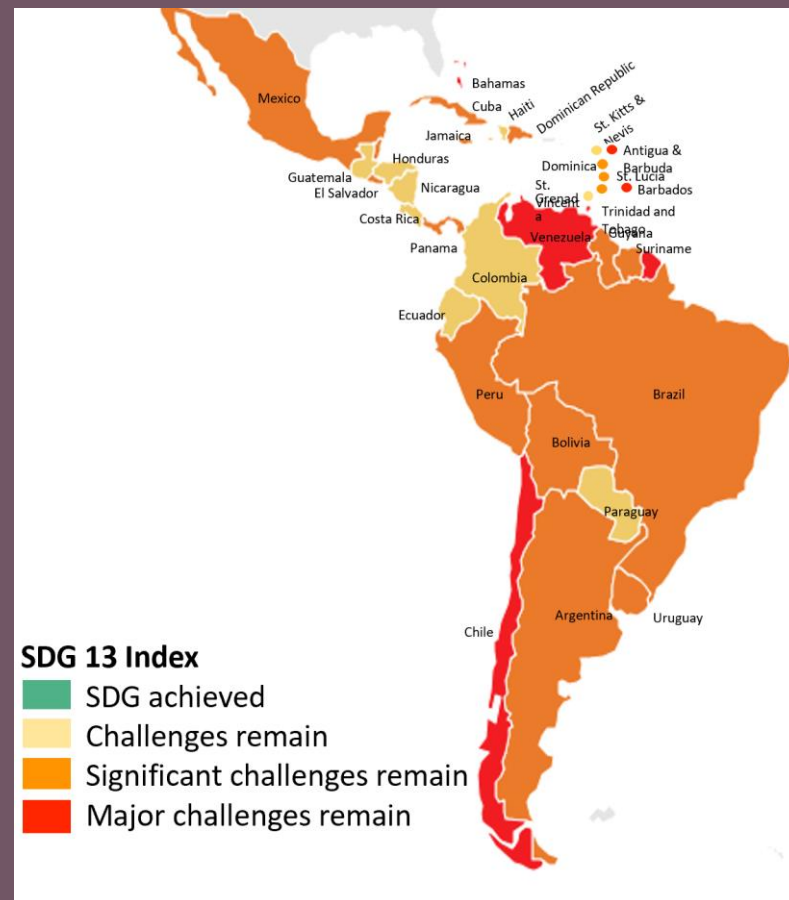 Mexico
Bahamas
Cuba
Haiti
Dominican Republic
Jamaica
St. Kitts &
Nevis
Antigua &
Barbuda
Dominica
St. Lucia
Barbados
St.
Vincent
Grenad
a
Trinidad and
Tobago
Honduras
Guatemala
El Salvador
Nicaragua
Costa Rica
Panama
Venezuela
Guyana
Suriname
Colombia
Ecuador
Peru
Brazil
Bolivia
Paraguay
Chile
Argentina
Uruguay
SDG 13 Index
SDG achieved
Challenges remain
Significant challenges remain
Major challenges remain